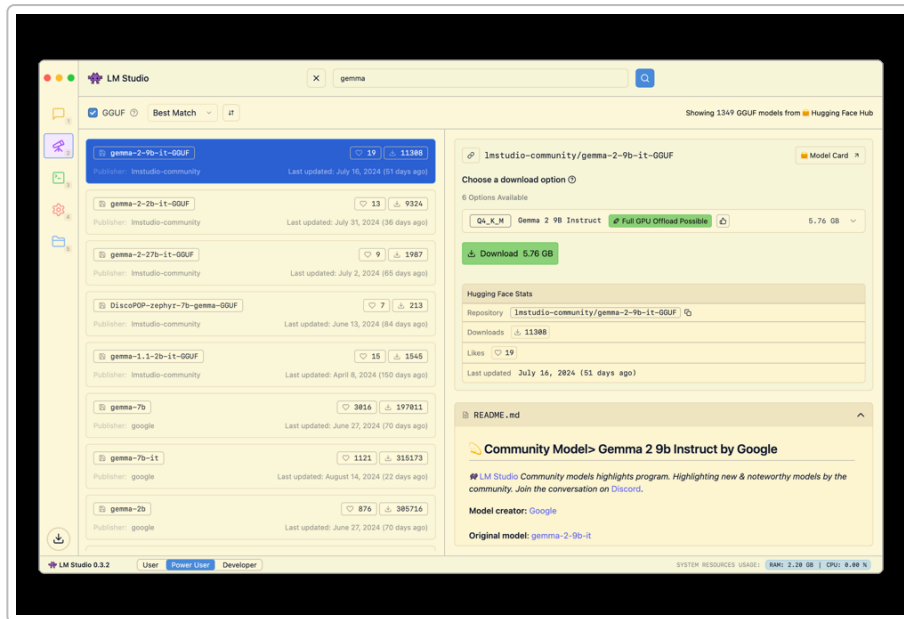 LM Studio
gemma
GGUF
Best Match
Showing 1349 GGUF models from Hugging Face Hub
1
2
3
4
5
gemma-2-9b-it-GGUF 19 11308
Publisher: lmstudio-community Last updated: July 16, 2024 (51 days ago)
gemma-2-2b-it-GGUF 13 9324
Publisher: lmstudio-community Last updated: July 31, 2024 (36 days ago)
gemma-2-27b-it-GGUF 9 1987
Publisher: lmstudio-community Last updated: July 2, 2024 (65 days ago)
DiscoPOP-zephyr-7b-gemma-GGUF 7 213
Publisher: lmstudio-community Last updated: June 13, 2024 (84 days ago)
gemma-1.1-2b-it-GGUF 15 1545
Publisher: lmstudio-community Last updated: April 8, 2024 (150 days ago)
gemma-7b 3016 197011
Publisher: google Last updated: June 27, 2024 (70 days ago)
gemma-7b-it 1121 315173
Publisher: google Last updated: August 14, 2024 (22 days ago)
gemma-2b 876 305716
Publisher: google Last updated: June 27, 2024 (70 days ago)
lmstudio-community/gemma-2-9b-it-GGUF
Model Card
Choose a download option
6 Options Available
Q4_K_M Gemma 2 9B Instruct Full GPU Offload Possible 5.76 GB
Download 5.76 GB
Hugging Face Stats
Repository lmstudio-community/gemma-2-9b-it-GGUF
Downloads 11308
Likes 19
Last updated July 16, 2024 (51 days ago)
README.md
Community Model> Gemma 2 9b Instruct by Google
LM Studio Community models highlights program. Highlighting new & noteworthy models by the
community. Join the conversation on Discord.
Model creator: Google
Original model: gemma-2-9b-it
LM Studio 0.3.2 User Power User Developer
SYSTEM RESOURCES USAGE: RAM: 2.20 GB | CPU: 0.00 %